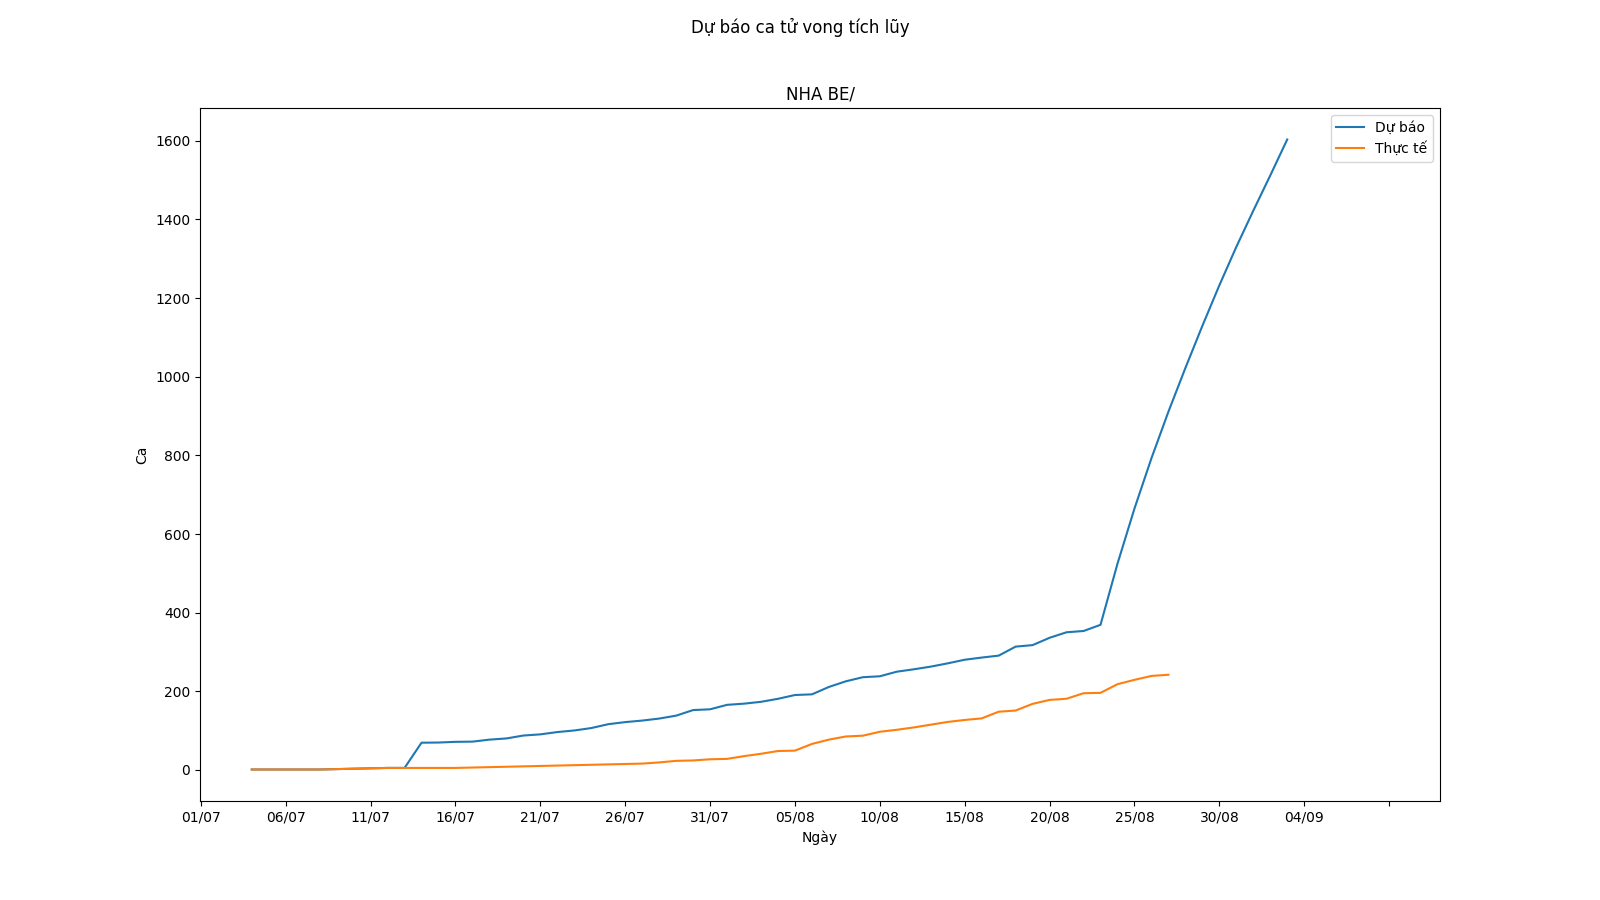 Dự báo ca tử vong tích lũy
NHA BE/
Dự báo
Thực tế
1600
1400
1200
1000
800
600
400
200
0
Ca
01/07 06/07 11/07 16/07 21/07 26/07 31/07 05/08 10/08 15/08 20/08 25/08 30/08 04/09
Ngày